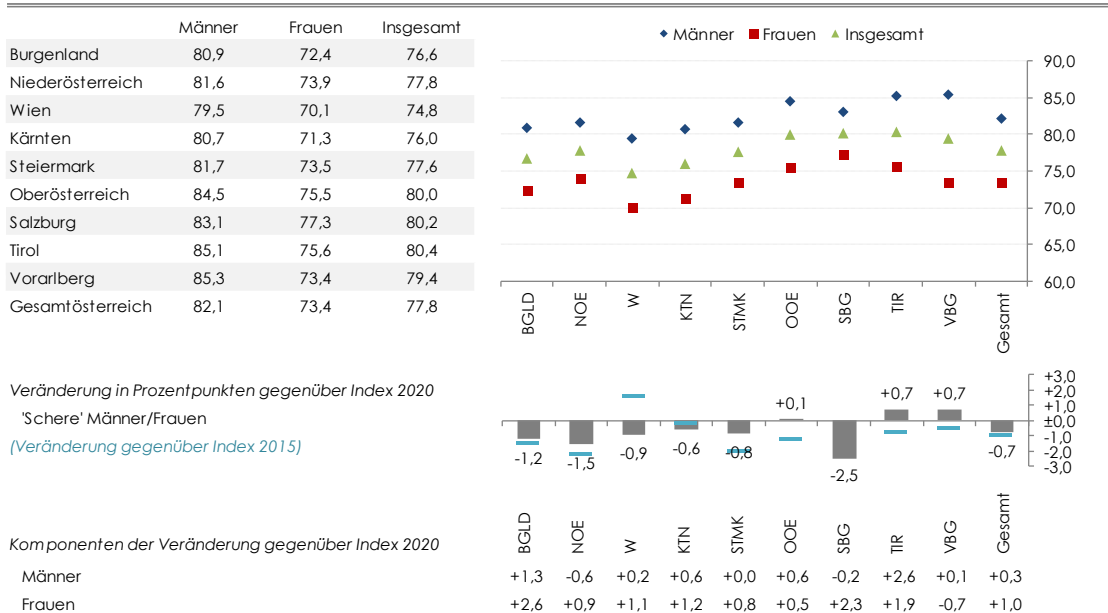 Männer Frauen Insgesamt
Burgenland 80,9 72,4 76,6
Niederösterreich 81,6 73,9 77,8
Wien 79,5 70,1 74,8
Kärnten 80,7 71,3 76,0
Steiermark 81,7 73,5 77,6
Oberösterreich 84,5 75,5 80,0
Salzburg 83,1 77,3 80,2
Tirol 85,1 75,6 80,4
Vorarlberg 85,3 73,4 79,4
Gesamtösterreich 82,1 73,4 77,8
Männer Frauen Insgesamt
90,0
85,0
80,0
75,0
70,0
65,0
60,0
BGLD NOE W KTN STMK OOE SBG TIR VBG Gesamt
Veränderung in Prozentpunkten gegenüber Index 2020
'Schere' Männer/Frauen
(Veränderung gegenüber Index 2015)
+3,0
+2,0
+1,0
±0,0
-1,0
-2,0
-3,0
-1,2 -1,5 -0,9 -0,6 -0,8 +0,1 -2,5 +0,7 +0,7 -0,7
BGLD NOE W KTN STMK OOE SBG TIR VBG Gesamt
Komponenten der Veränderung gegenüber Index 2020
Männer +1,3 -0,6 +0,2 +0,6 +0,0 +0,6 -0,2 +2,6 +0,1 +0,3
Frauen +2,6 +0,9 +1,1 +1,2 +0,8 +0,5 +2,3 +1,9 -0,7 +1,0